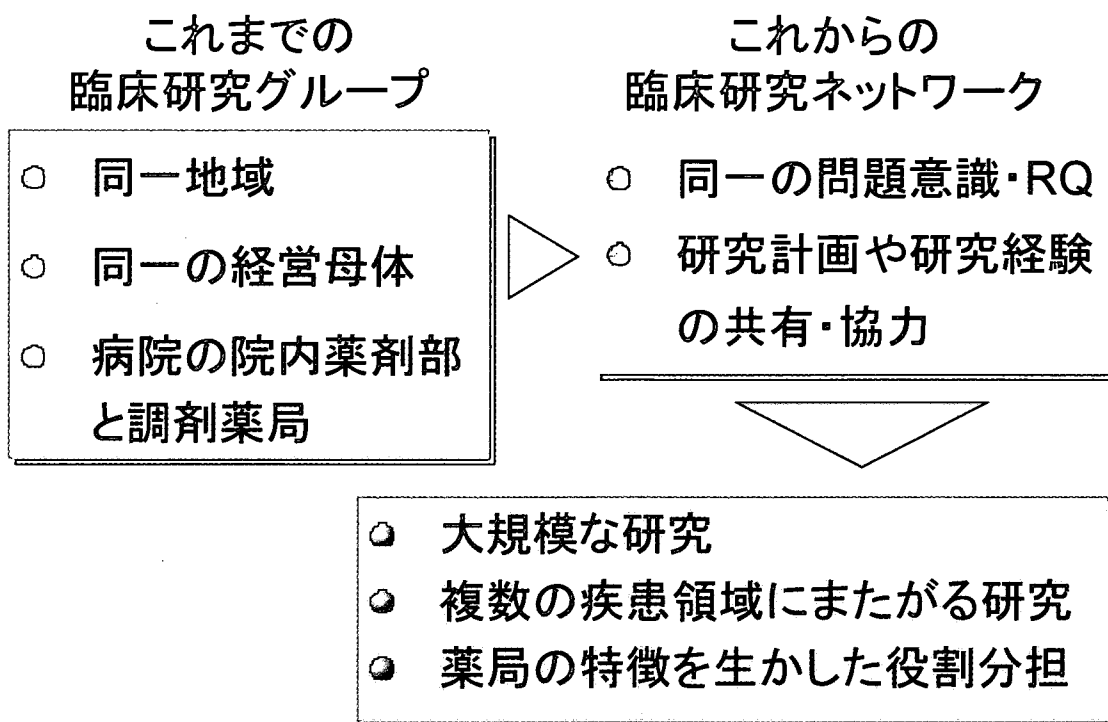 これまでの
臨床研究グループ
○ 同一地域
○ 同一の経営母体
○ 病院の院内薬剤部
と調剤薬局
これからの
臨床研究ネットワーク
○ 同一の問題意識・RQ
○ 研究計画や研究経験
の共有・協力
大規模な研究
複数の疾患領域にまたがる研究
薬局の特徴を生かした役割分担